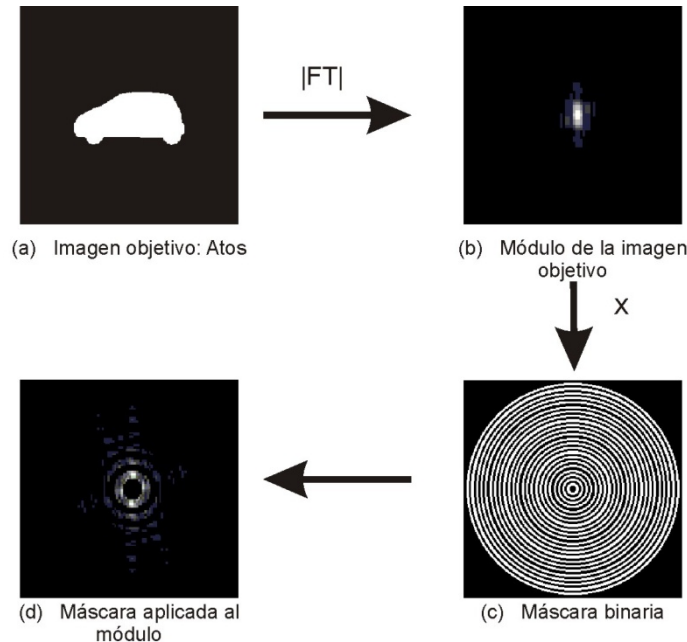 |FT|
(a) Imagen objetivo: Atos
(b) Módulo de la imagen
objetivo
X
(d) Máscara aplicada al
módulo
(c) Máscara binaria